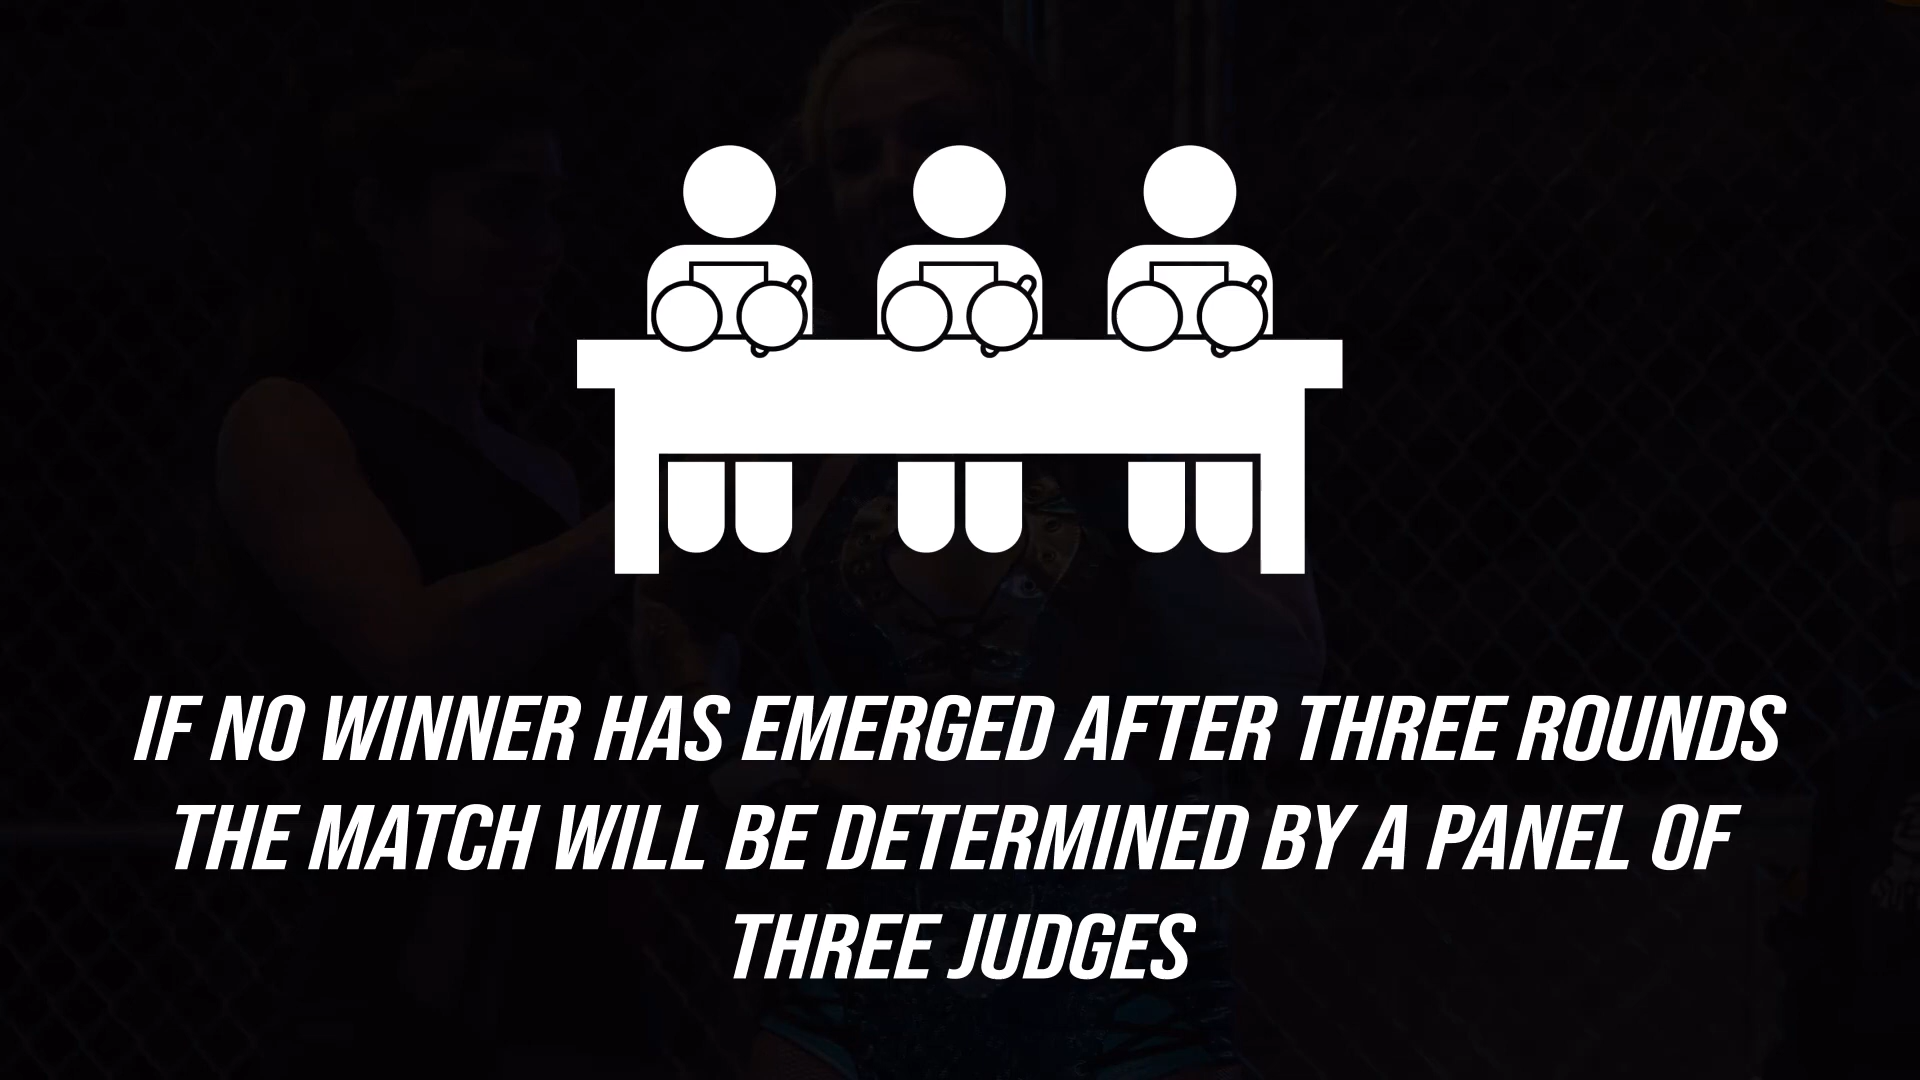 IF NO WINNER HAS EMERGED AFTER THREE ROUNDS
THE MATCH WILL BE DETERMINED BY A PANEL OF
THREE JUDGES